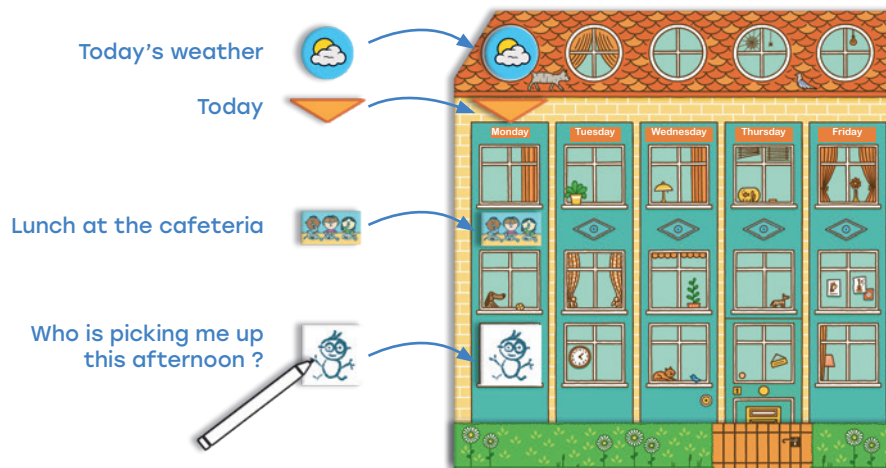 Today's weather
Today
Monday Tuesday Wednesday Thursday Friday
Lunch at the cafeteria
Who is picking me up
this afternoon ?